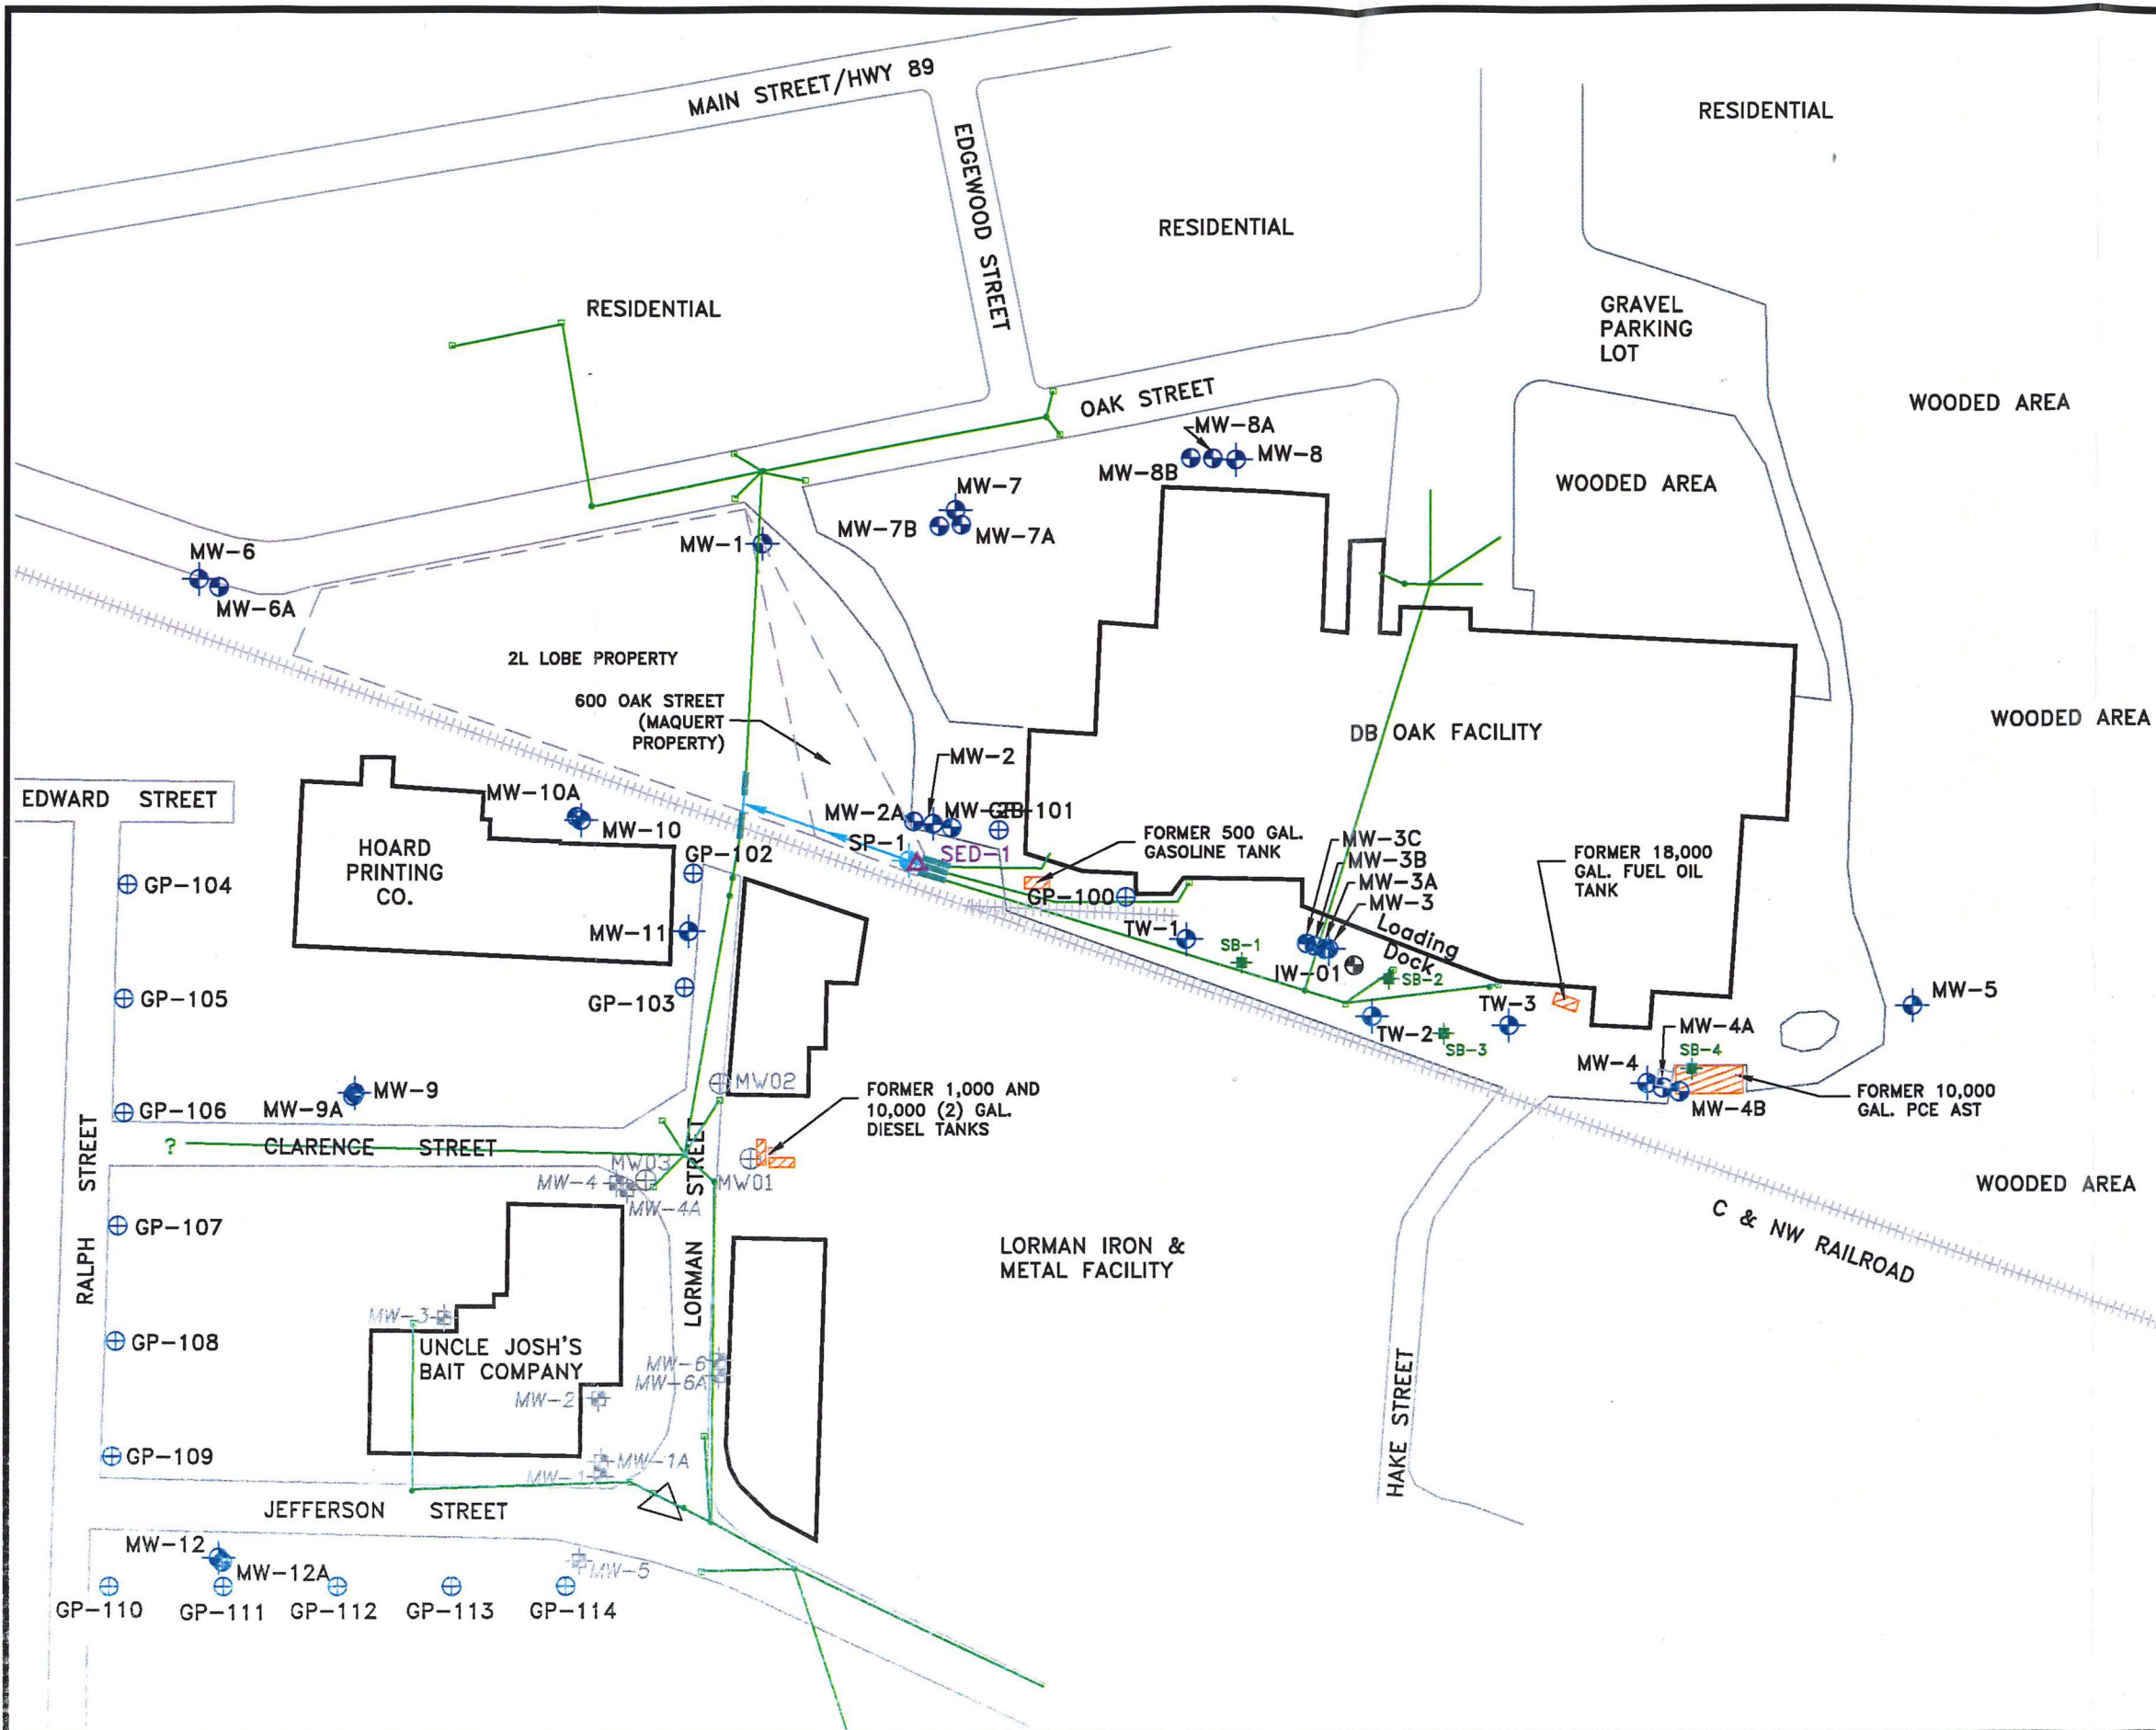 MAIN STREET/HWY 89
EDGEWOOD STREET
RESIDENTIAL
RESIDENTIAL
RESIDENTIAL
GRAVEL
PARKING
LOT
OAK STREET
WOODED AREA
MW-8A
MW-8
MW-8B
WOODED AREA
MW-7
MW-7B
MW-7A
MW-1
MW-6
MW-6A
2L LOBE PROPERTY
600 OAK STREET
(MAQUERT
PROPERTY)
DB OAK FACILITY
WOODED AREA
MW-2
EDWARD STREET
MW-10A
MW-10
MW-2A
GP-101
HOARD
PRINTING
CO.
GP-102
SP-1
SED-1
FORMER 500 GAL.
GASOLINE TANK
MW-3C
MW-3B
MW-3A
MW-3
FORMER 18,000
GAL. FUEL OIL
TANK
GP-104
GP-100
MW-11
TW-1
SB-1
Loading
Dock
IW-01
SB-2
GP-105
GP-103
TW-3
MW-5
TW-2
SB-3
MW-4A
SB-4
MW-4
MW-4B
FORMER 10,000
GAL. PCE AST
MW02
MW-9
MW-9A
GP-106
FORMER 1,000 AND
10,000 (2) GAL.
DIESEL TANKS
?
CLARENCE STREET
RALPH STREET
LORMAN STREET
MW03
MW-4
MW-4A
MW01
WOODED AREA
C & NW RAILROAD
GP-107
LORMAN IRON &
METAL FACILITY
MW-3
GP-108
UNCLE JOSH'S
BAIT COMPANY
MW-6
MW-6A
MW-2
HAKE STREET
GP-109
MW-1A
MW-1
JEFFERSON STREET
MW-12
MW-12A
MW-5
GP-110
GP-111
GP-112
GP-113
GP-114